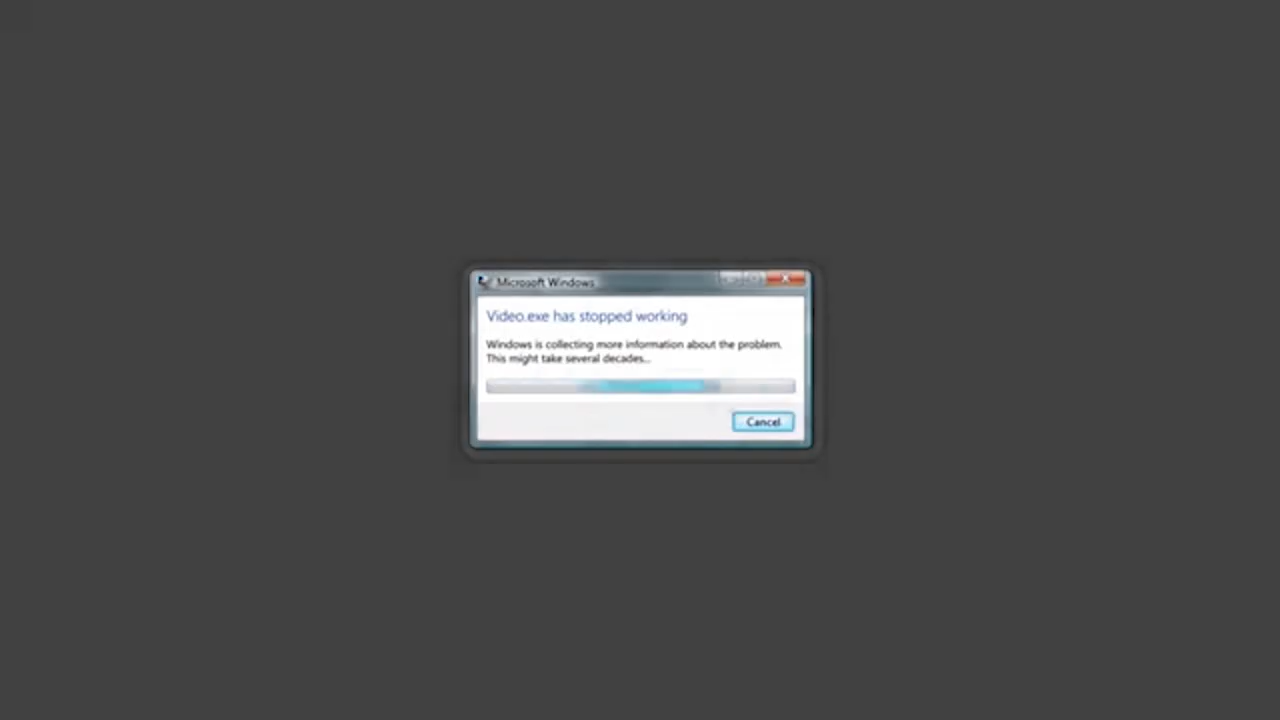 Microsoft Windows
Video.exe has stopped working
Windows is collecting more information about the problem.
This might take several decades...
Cancel